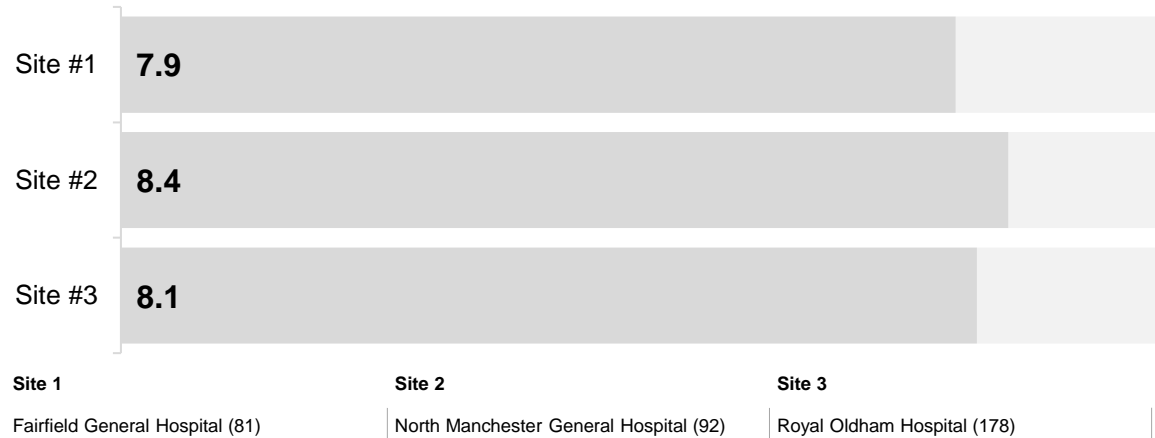 Site #1 7.9
Site #2 8.4
Site #3 8.1
Site 1 Site 2 Site 3
Fairfield General Hospital (81) North Manchester General Hospital (92) Royal Oldham Hospital (178)